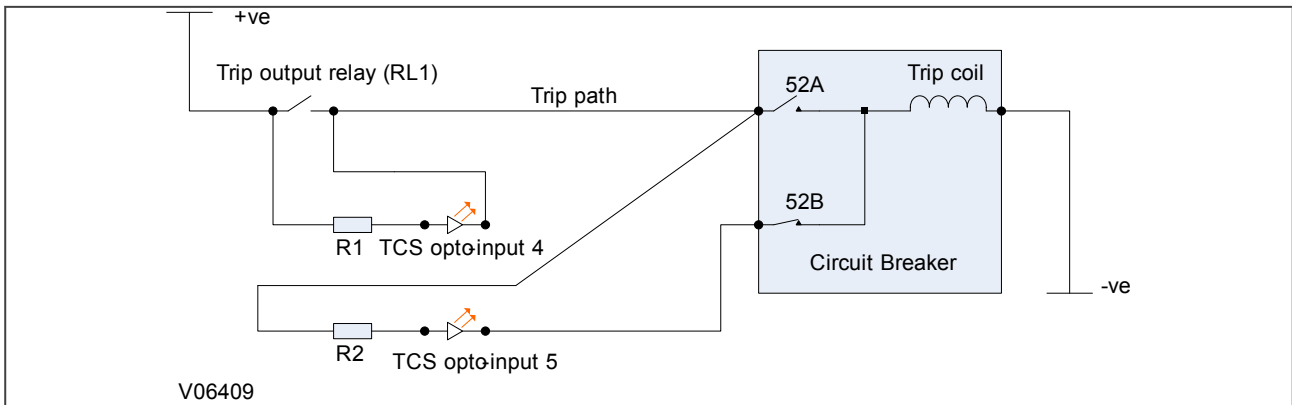 +ve
Trip output relay (RL1)
Trip path
52A
Trip coil
52B
R1
TCS opto-input 4
Circuit Breaker
-ve
R2
TCS opto-input 5
V06409